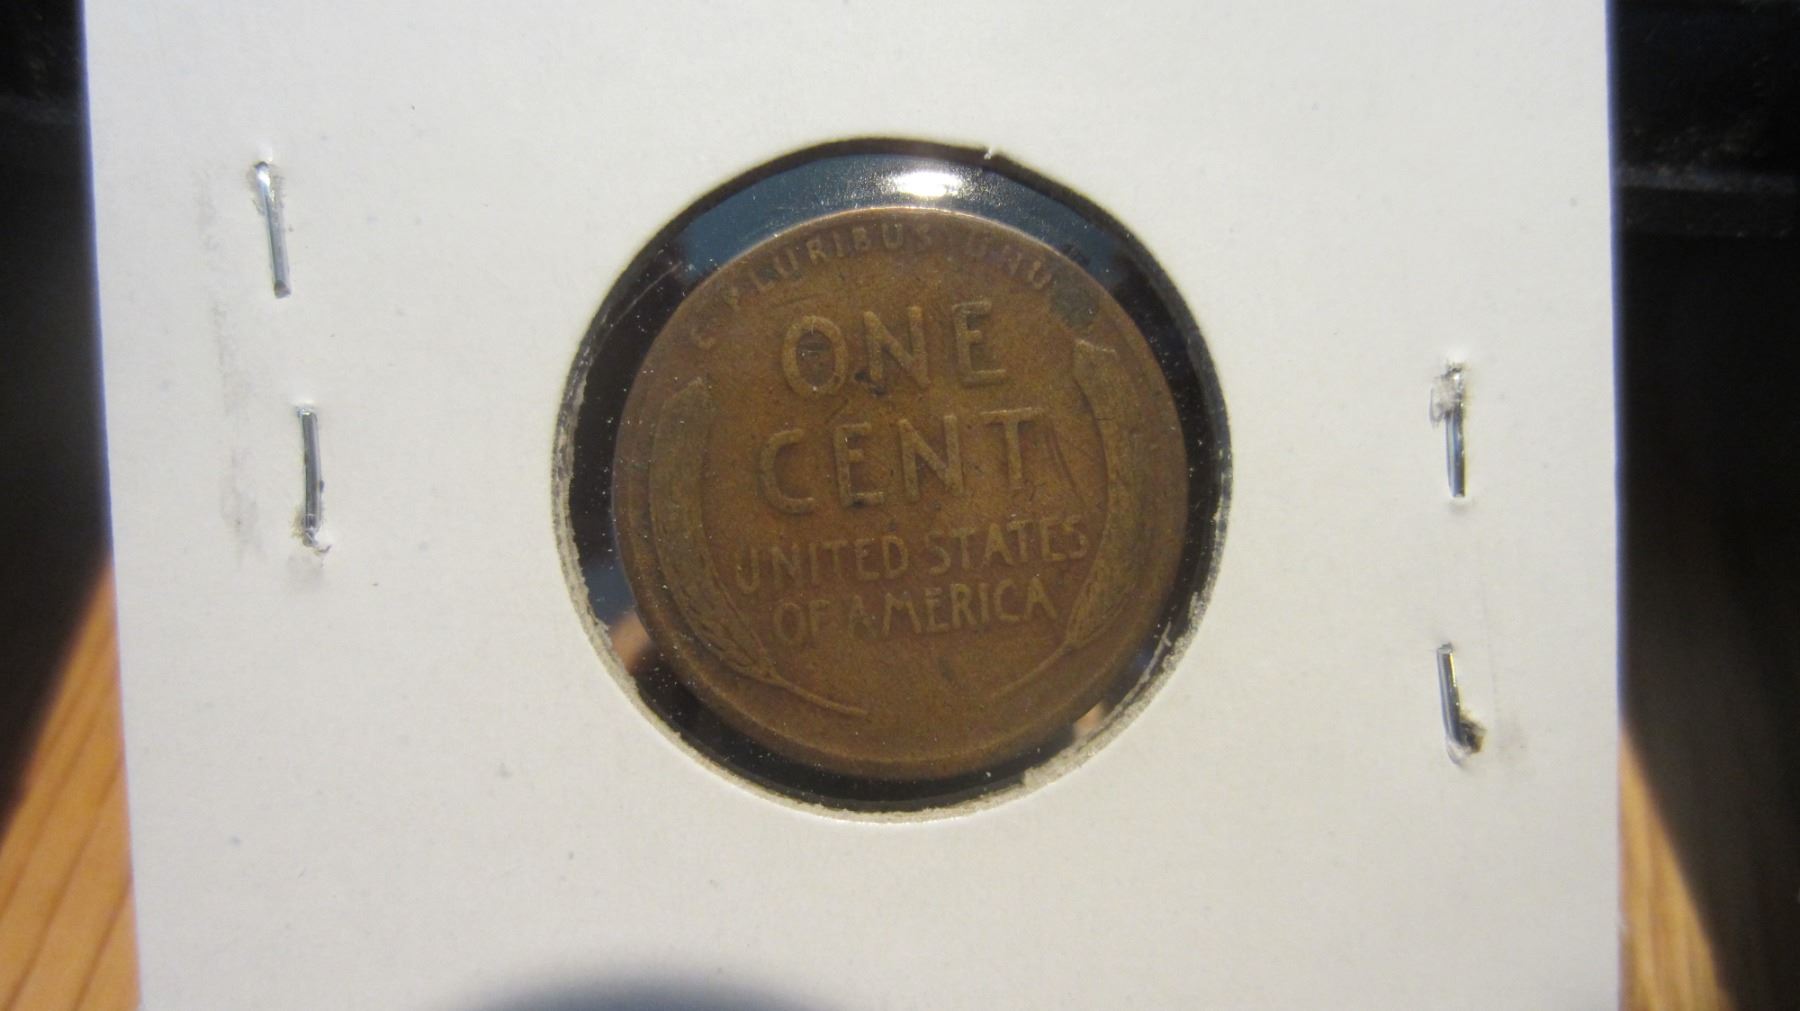 E PLURIBUS UNUM
ONE
CENT
UNITED STATES
OF AMERICA